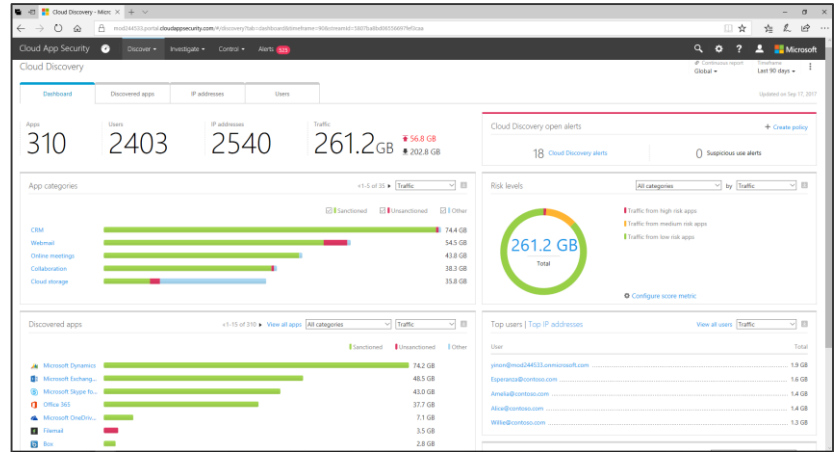 Cloud Discovery - Micr
mod244533.portal.cloudappsecurity.com
Cloud App Security
Discover
Investigate
Control
Alerts
Microsoft
Cloud Discovery
Continuous report
Global
Timeframe
Last 90 days
Dashboard
Discovered apps
IP addresses
Users
Updated on Sep 17, 2017
Apps
310
Users
2403
IP addresses
2540
Traffic
261.2GB
56.8 GB
202.8 GB
Cloud Discovery open alerts
+ Create policy
18 Cloud Discovery alerts
0 Suspicious use alerts
App categories
1-5 of 35
Traffic
Sanctioned
Unsanctioned
Other
CRM 74.4 GB
Webmail 54.5 GB
Online meetings 43.8 GB
Collaboration 38.3 GB
Cloud storage 35.8 GB
Risk levels
All categories
by
Traffic
261.2 GB
Total
Traffic from high risk apps
Traffic from medium risk apps
Traffic from low risk apps
Configure score metric
Discovered apps
1-15 of 310
View all apps
All categories
Traffic
Sanctioned
Unsanctioned
Other
Microsoft Dynamics 74.2 GB
Microsoft Exchang... 48.5 GB
Microsoft Skype fo... 43.0 GB
Office 365 37.7 GB
Microsoft OneDriv... 7.1 GB
Filemail 3.5 GB
Box 2.8 GB
Top users | Top IP addresses
View all users
Traffic
User
Total
yinon@mod244533.onmicrosoft.com 1.9 GB
Esperanza@contoso.com 1.6 GB
Amelia@contoso.com 1.4 GB
Alice@contoso.com 1.4 GB
Willie@contoso.com 1.3 GB